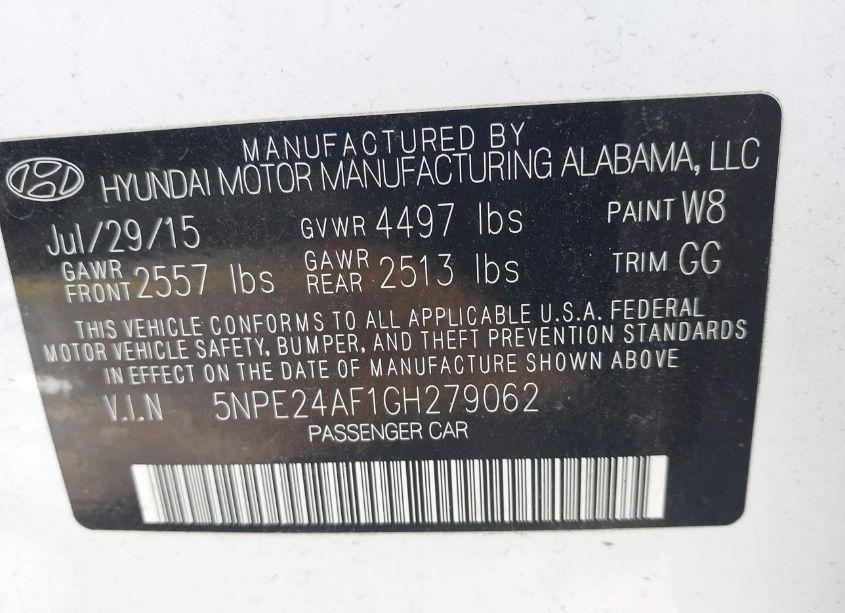 MANUFACTURED BY
HYUNDAI MOTOR MANUFACTURING ALABAMA, LLC
Jul/29/15 GVWR 4497 lbs PAINT W8
GAWR FRONT 2557 lbs GAWR REAR 2513 lbs TRIM GG
THIS VEHICLE CONFORMS TO ALL APPLICABLE U.S.A. FEDERAL
MOTOR VEHICLE SAFETY, BUMPER, AND THEFT PREVENTION STANDARDS
IN EFFECT ON THE DATE OF MANUFACTURE SHOWN ABOVE
V.I.N 5NPE24AF1GH279062
PASSENGER CAR